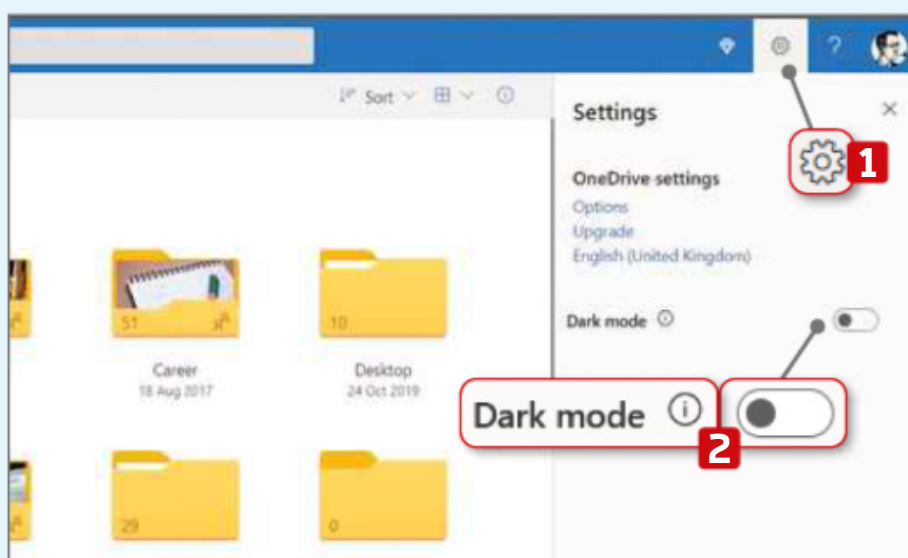 ?
Sort
Settings
1
OneDrive settings
Options
Upgrade
English (United Kingdom)
51
10
Dark mode
Career
18 Aug 2017
Desktop
24 Oct 2019
Dark mode
2
29
0